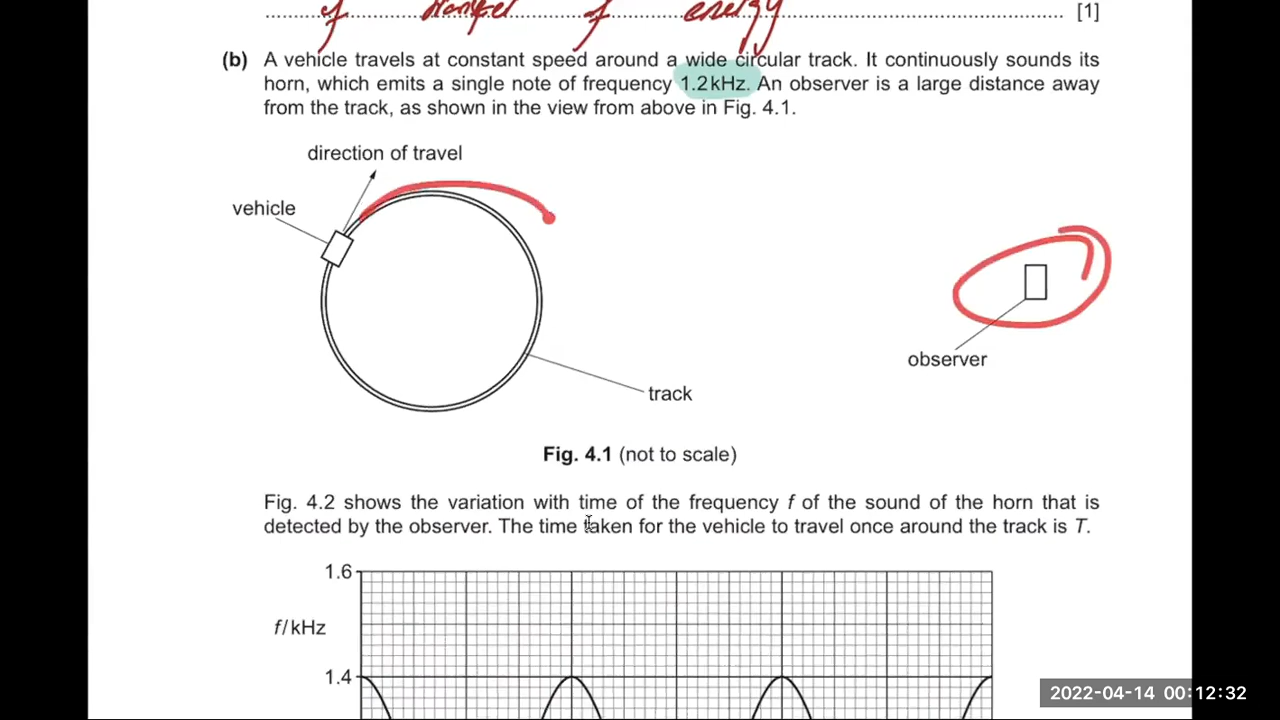 of transfer of energy
[1]
(b) A vehicle travels at constant speed around a wide circular track. It continuously sounds its
horn, which emits a single note of frequency 1.2 kHz. An observer is a large distance away
from the track, as shown in the view from above in Fig. 4.1.
direction of travel
vehicle
observer
track
Fig. 4.1 (not to scale)
Fig. 4.2 shows the variation with time of the frequency f of the sound of the horn that is
detected by the observer. The time taken for the vehicle to travel once around the track is T.
1.6
f/kHz
1.4
2022-04-14 00:12:32